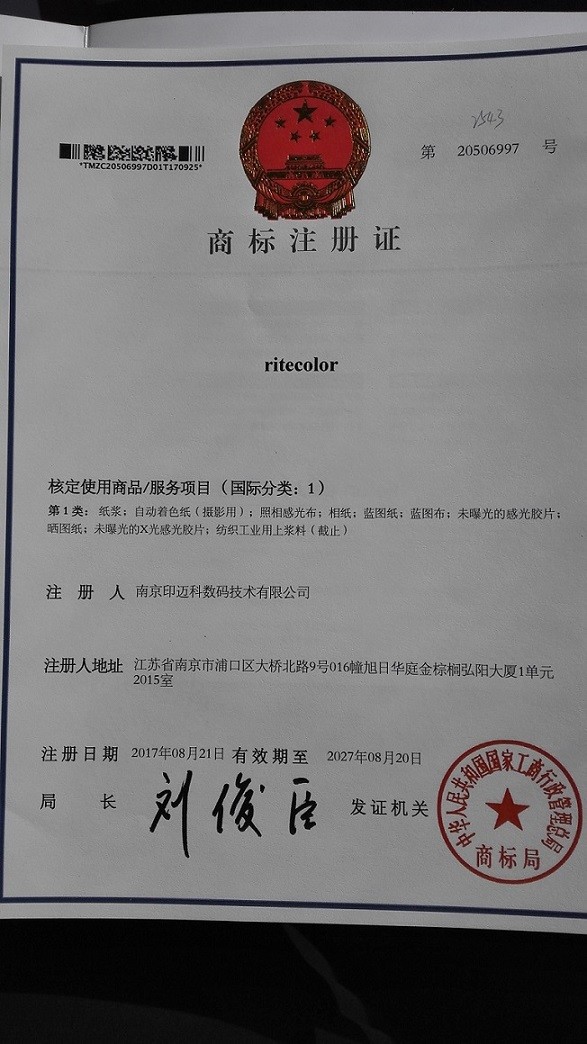 2543
第 20506997 号
*TMZC20506997D01T170925*
商标注册证
ritecolor
核定使用商品/服务项目（国际分类：1）
第1类：纸浆；自动着色纸（摄影用）；照相感光布；相纸；蓝图纸；蓝图布；未曝光的感光胶片；
晒图纸；未曝光的X光感光胶片；纺织工业用上浆料（截止）
注册人 南京印迈科数码技术有限公司
注册人地址 江苏省南京市浦口区大桥北路9号016幢旭日华庭金棕榈弘阳大厦1单元
2015室
注册日期 2017年08月21日 有效期至 2027年08月20日
局长 刘俊臣 发证机关
中华人民共和国国家工商行政管理总局
商标局